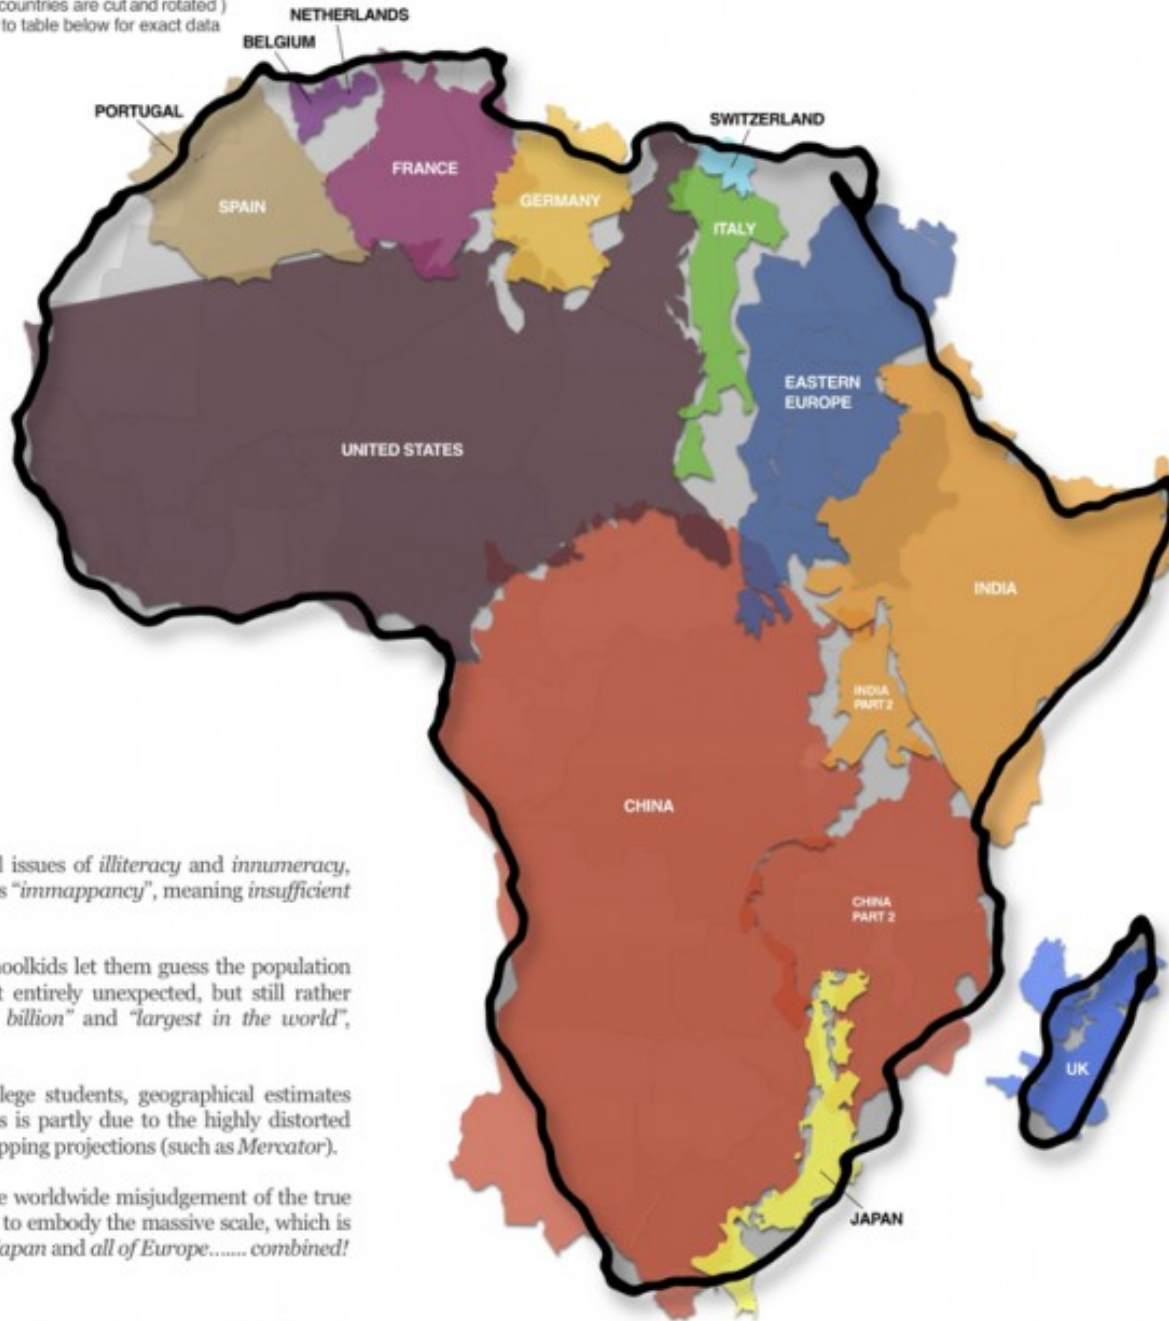 countries are cut and rotated )
to table below for exact data
NETHERLANDS
BELGIUM
PORTUGAL
SWITZERLAND
FRANCE
SPAIN
GERMANY
ITALY
EASTERN
EUROPE
UNITED STATES
INDIA
INDIA
PART 2
CHINA
CHINA
PART 2
UK
JAPAN
issues of illiteracy and innumeracy,
"immappancy", meaning insufficient
let them guess the population
entirely unexpected, but still rather
billion" and "largest in the world",
students, geographical estimates
is partly due to the highly distorted
projections (such as Mercator).
worldwide misjudgement of the true
to embody the massive scale, which is
Japan and all of Europe....... combined!